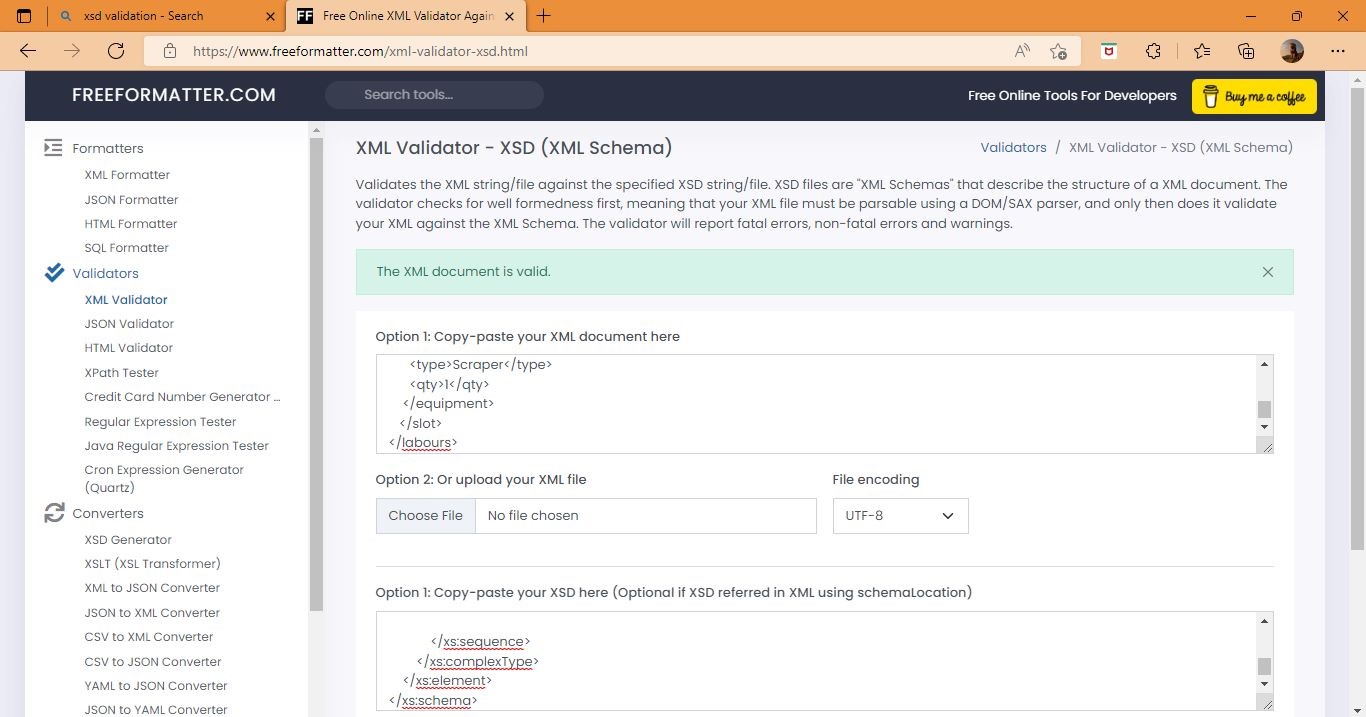 xsd validation - Search
FF Free Online XML Validator Again
https://www.freeformatter.com/xml-validator-xsd.html
FREEFORMATTER.COM
Search tools...
Free Online Tools For Developers
Buy me a coffee
Formatters
XML Formatter
JSON Formatter
HTML Formatter
SQL Formatter
Validators
XML Validator
JSON Validator
HTML Validator
XPath Tester
Credit Card Number Generator ...
Regular Expression Tester
Java Regular Expression Tester
Cron Expression Generator
(Quartz)
Converters
XSD Generator
XSLT (XSL Transformer)
XML to JSON Converter
JSON to XML Converter
CSV to XML Converter
CSV to JSON Converter
YAML to JSON Converter
JSON to YAML Converter
XML Validator - XSD (XML Schema)
Validators / XML Validator - XSD (XML Schema)
Validates the XML string/file against the specified XSD string/file. XSD files are "XML Schemas" that describe the structure of a XML document. The
validator checks for well formedness first, meaning that your XML file must be parsable using a DOM/SAX parser, and only then does it validate
your XML against the XML Schema. The validator will report fatal errors, non-fatal errors and warnings.
The XML document is valid.
Option 1: Copy-paste your XML document here
<type>Scraper</type>
<qty>1</qty>
</equipment>
</slot>
</labours>
Option 2: Or upload your XML file
File encoding
Choose File No file chosen
UTF-8
Option 1: Copy-paste your XSD here (Optional if XSD referred in XML using schemaLocation)
</xs:sequence>
</xs:complexType>
</xs:element>
</xs:schema>